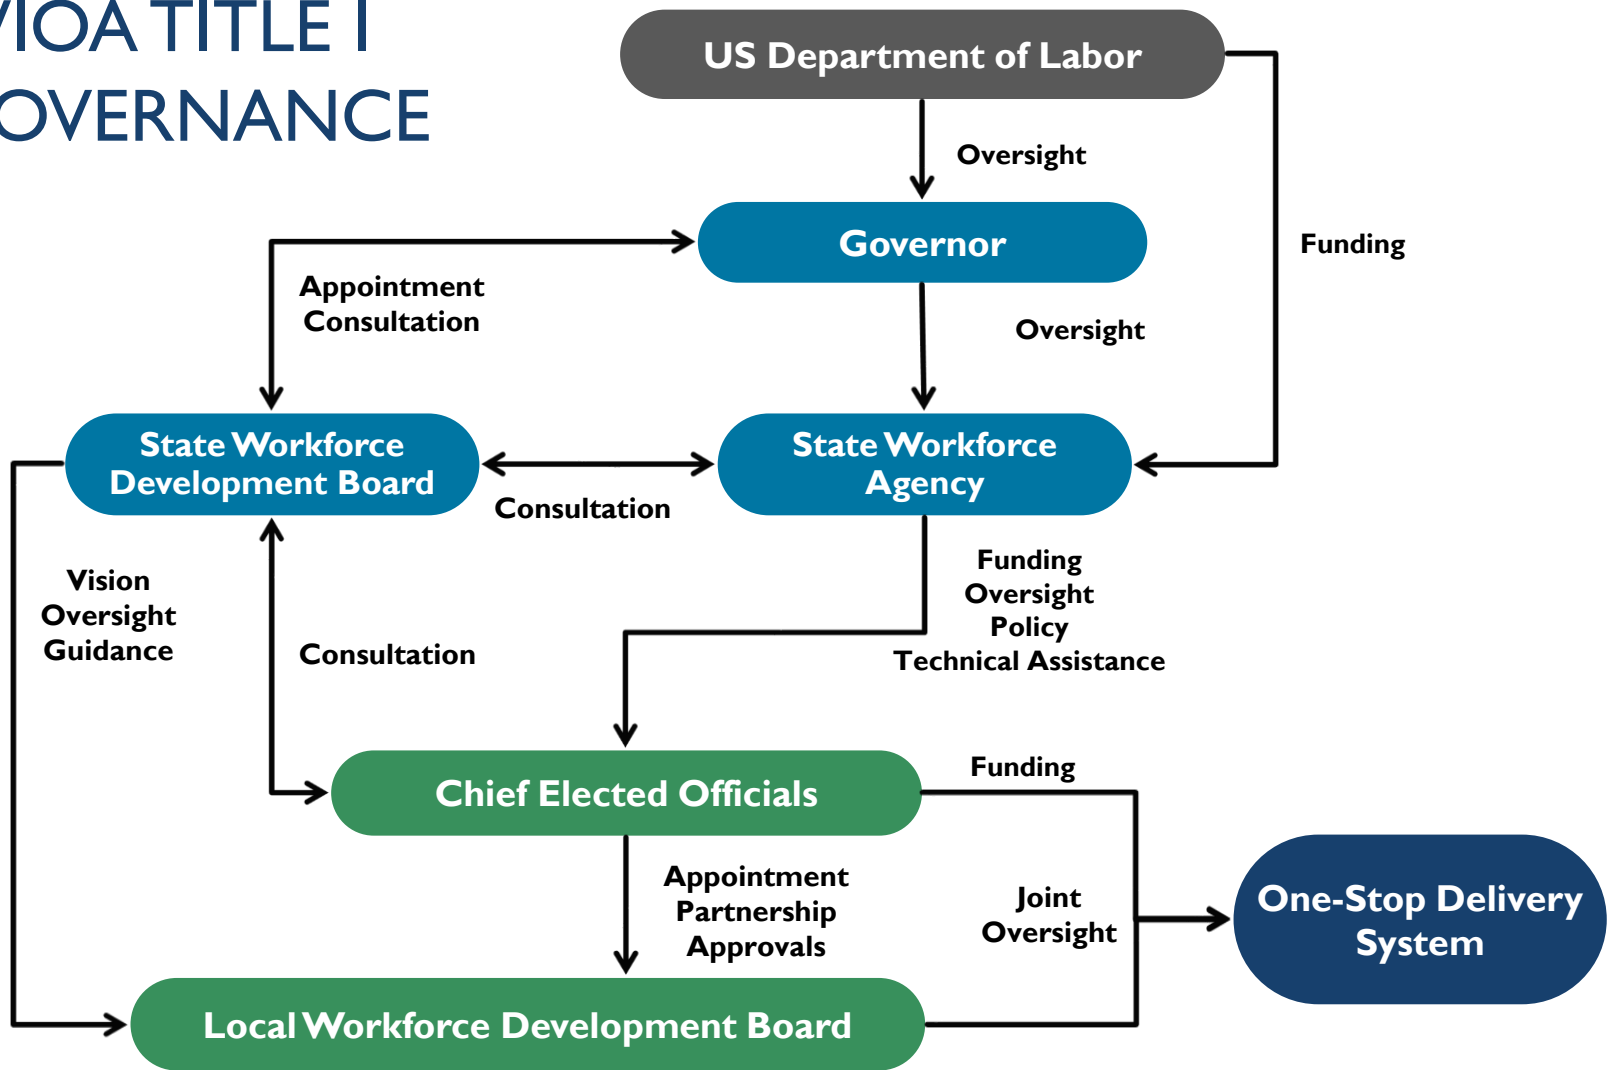 VIOA TITLE I
OVERNANCE
US Department of Labor
Oversight
Governor
Funding
Appointment
Consultation
Oversight
State Workforce
Development Board
State Workforce
Agency
Consultation
Vision
Oversight
Guidance
Consultation
Funding
Oversight
Policy
Technical Assistance
Chief Elected Officials
Funding
Appointment
Partnership
Approvals
Joint
Oversight
One-Stop Delivery
System
Local Workforce Development Board